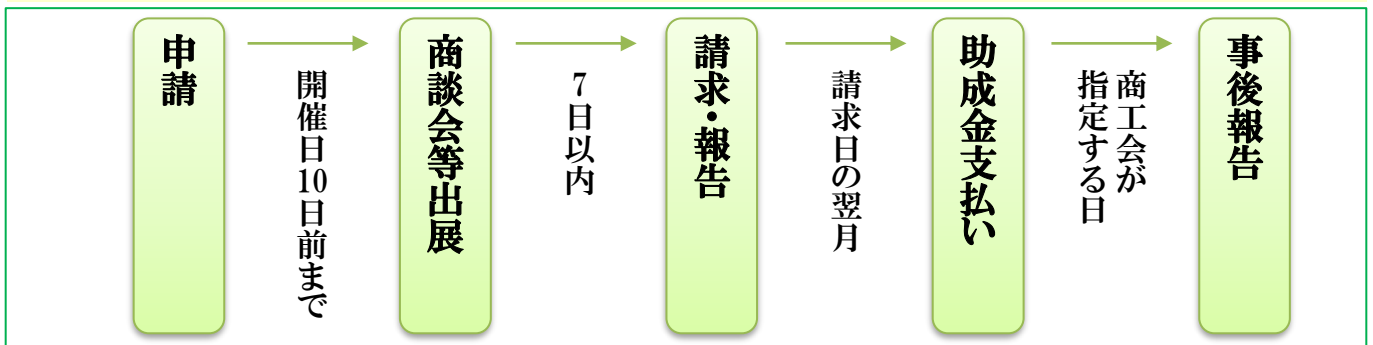 申請
開催日10日前まで
商談会等出展
7日以内
請求・報告
請求日の翌月
助成金支払い
商工会が
指定する日
事後報告